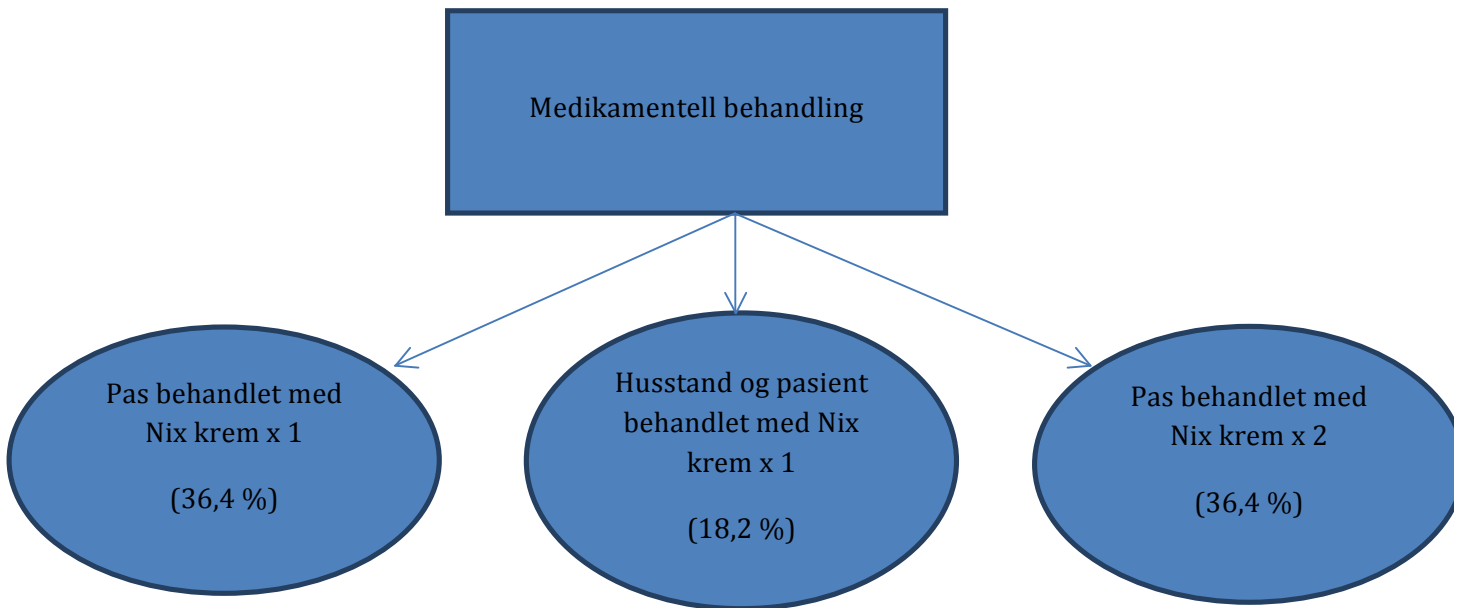 Medikamentell behandling
Pas behandlet med
Nix krem x 1
(36,4 %)
Husstand og pasient
behandlet med Nix
krem x 1
(18,2 %)
Pas behandlet med
Nix krem x 2
(36,4 %)